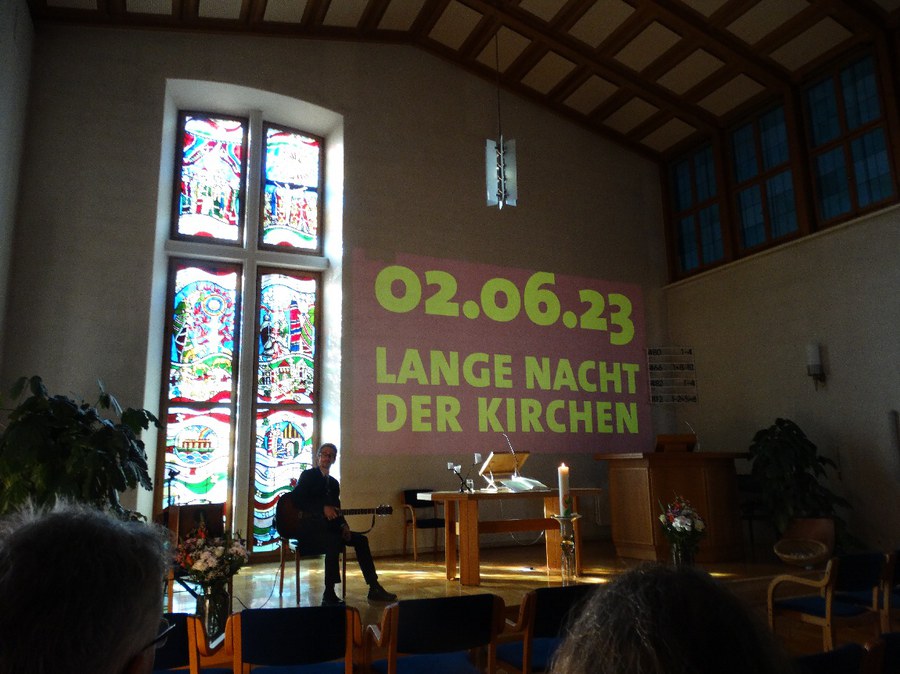 02.06.23
LANGE NACHT
DER KIRCHEN